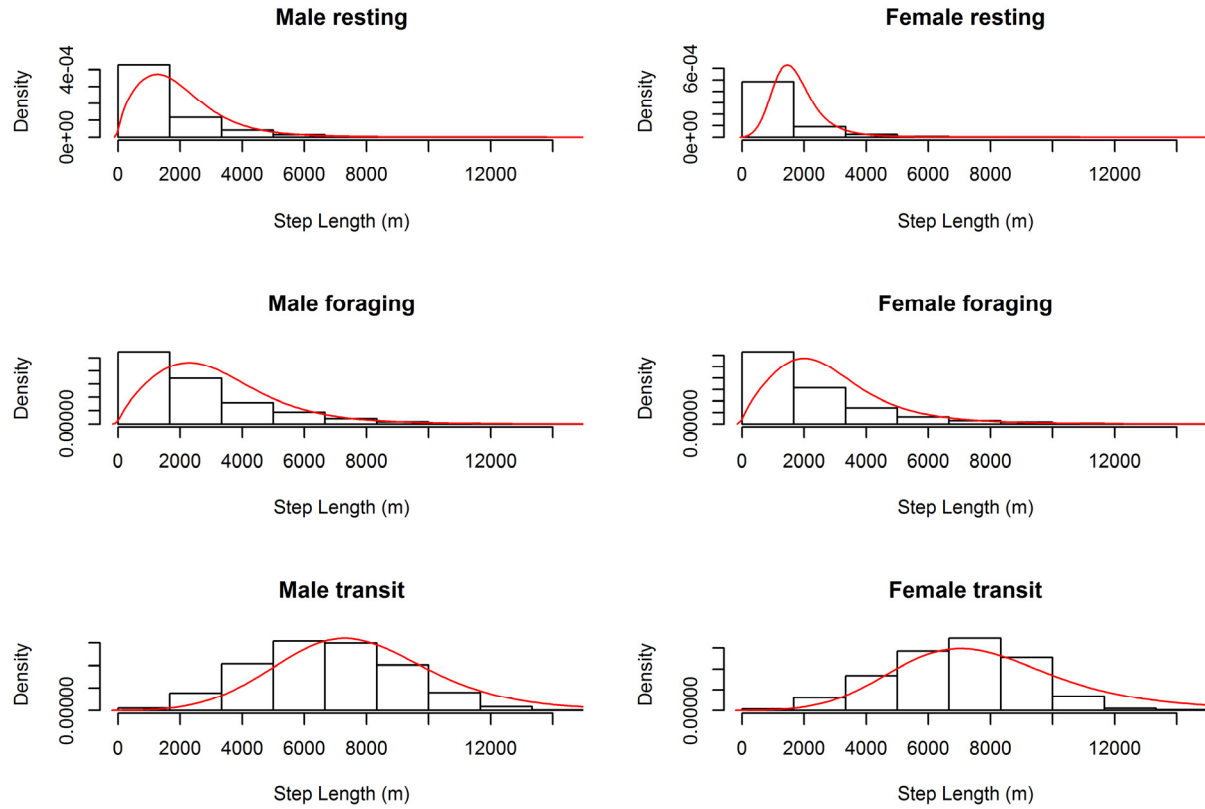 Male resting
Density
0e+00 4e-04
0 2000 4000 6000 8000 12000
Step Length (m)
Female resting
Density
0e+00 6e-04
0 2000 4000 6000 8000 12000
Step Length (m)
Male foraging
Density
0.00000
0 2000 4000 6000 8000 12000
Step Length (m)
Female foraging
Density
0.00000
0 2000 4000 6000 8000 12000
Step Length (m)
Male transit
Density
0.00000
0 2000 4000 6000 8000 12000
Step Length (m)
Female transit
Density
0.00000
0 2000 4000 6000 8000 12000
Step Length (m)